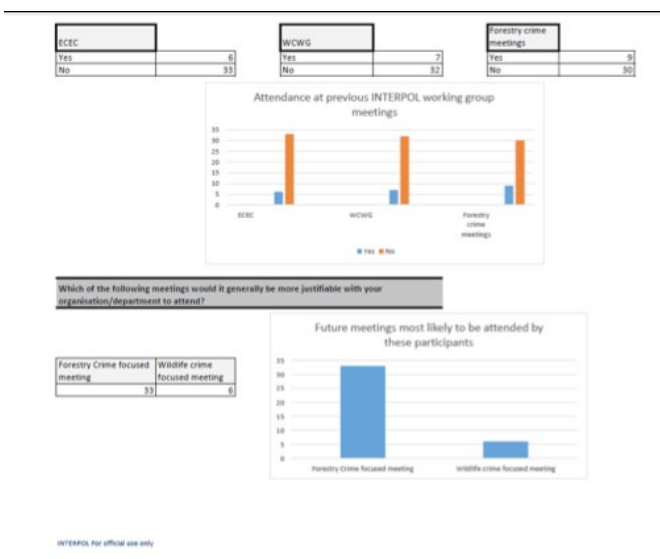 ECEC
Yes 6
No 33
WCWG
Yes 7
No 32
Forestry crime
meetings
Yes 9
No 30
Attendance at previous INTERPOL working group
meetings
35
30
25
20
15
10
5
0
ECEC
WCWG
Forestry
crime
meetings
Yes No
Which of the following meetings would it generally be more justifiable with your
organisation/department to attend?
Forestry Crime focused
meeting
33
Wildlife crime
focused meeting
6
Future meetings most likely to be attended by
these participants
35
30
25
20
15
10
5
0
Forestry Crime focused meeting
Wildlife crime focused meeting
INTERPOL For official use only